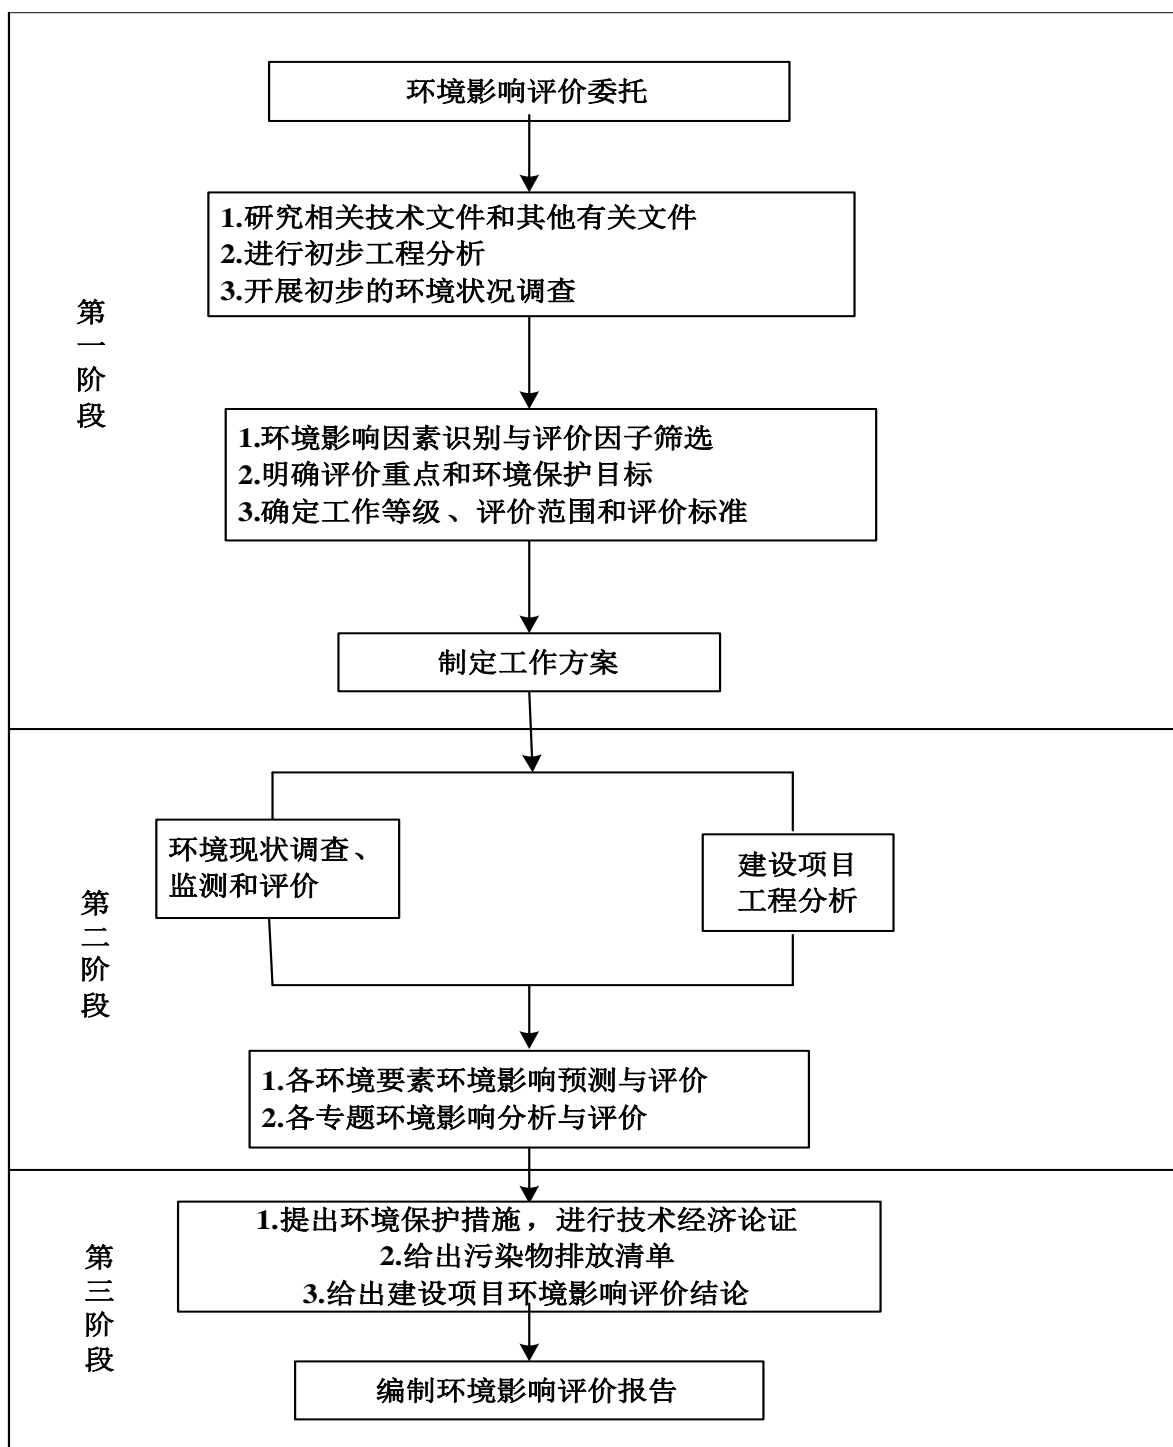 环境影响评价委托
1.研究相关技术文件和其他有关文件
2.进行初步工程分析
3.开展初步的环境状况调查
第一阶段
1.环境影响因素识别与评价因子筛选
2.明确评价重点和环境保护目标
3.确定工作等级、评价范围和评价标准
制定工作方案
环境现状调查、
监测和评价
建设项目
工程分析
第二阶段
1.各环境要素环境影响预测与评价
2.各专题环境影响分析与评价
1.提出环境保护措施，进行技术经济论证
2.给出污染物排放清单
3.给出建设项目环境影响评价结论
第三阶段
编制环境影响评价报告